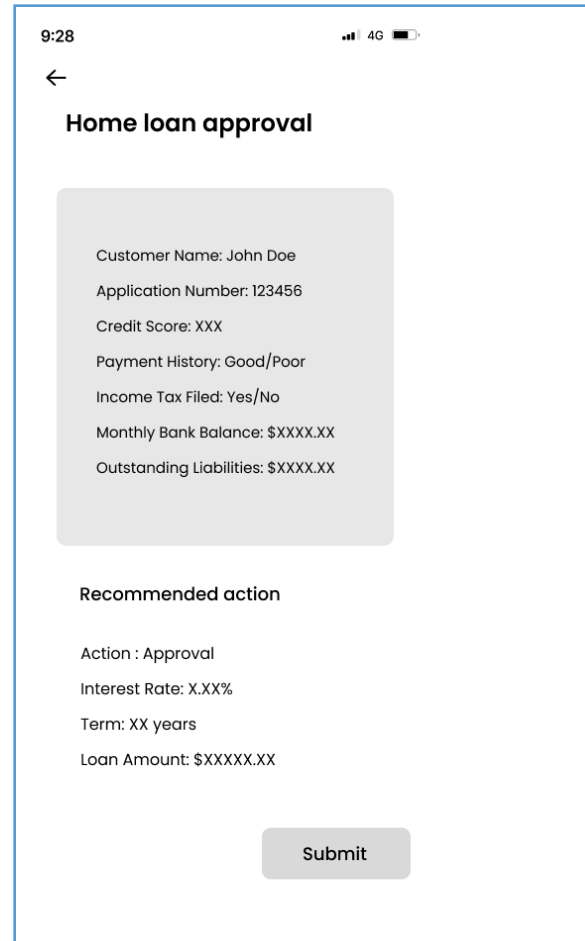 9:28 4G
Home loan approval
Customer Name: John Doe
Application Number: 123456
Credit Score: XXX
Payment History: Good/Poor
Income Tax Filed: Yes/No
Monthly Bank Balance: $XXXX.XX
Outstanding Liabilities: $XXXX.XX
Recommended action
Action : Approval
Interest Rate: X.XX%
Term: XX years
Loan Amount: $XXXXX.XX
Submit